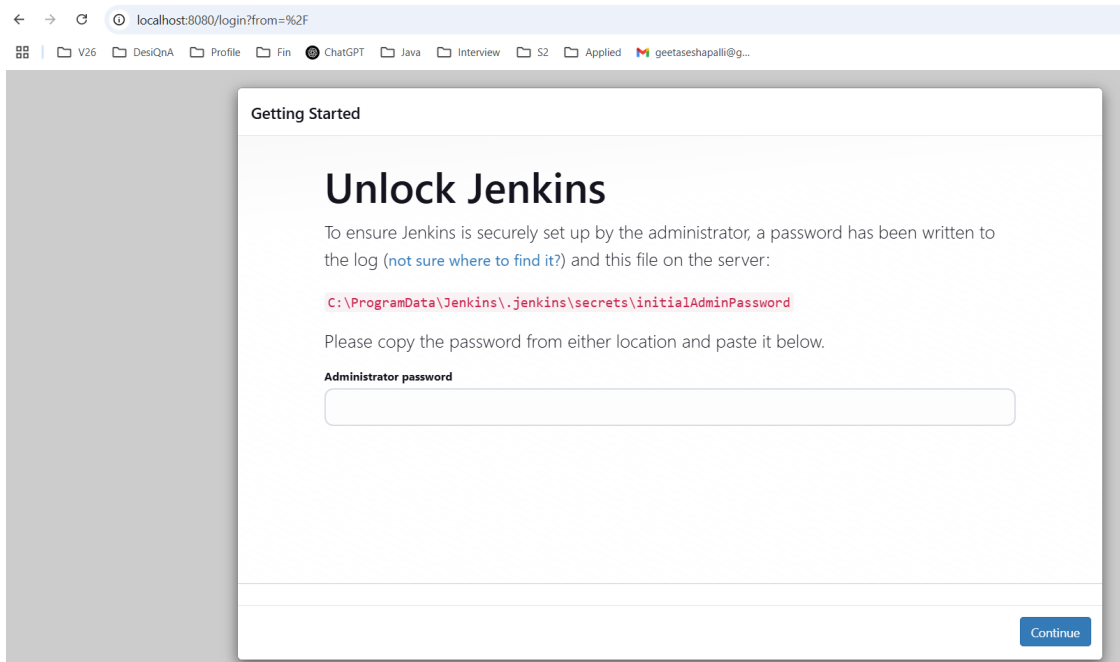 localhost:8080/login?from=%2F
V26 DesiQnA Profile Fin ChatGPT Java Interview S2 Applied geetaseshapalli@g...
Getting Started
Unlock Jenkins
To ensure Jenkins is securely set up by the administrator, a password has been written to
the log (not sure where to find it?) and this file on the server:
C:\ProgramData\Jenkins\.jenkins\secrets\initialAdminPassword
Please copy the password from either location and paste it below.
Administrator password
Continue